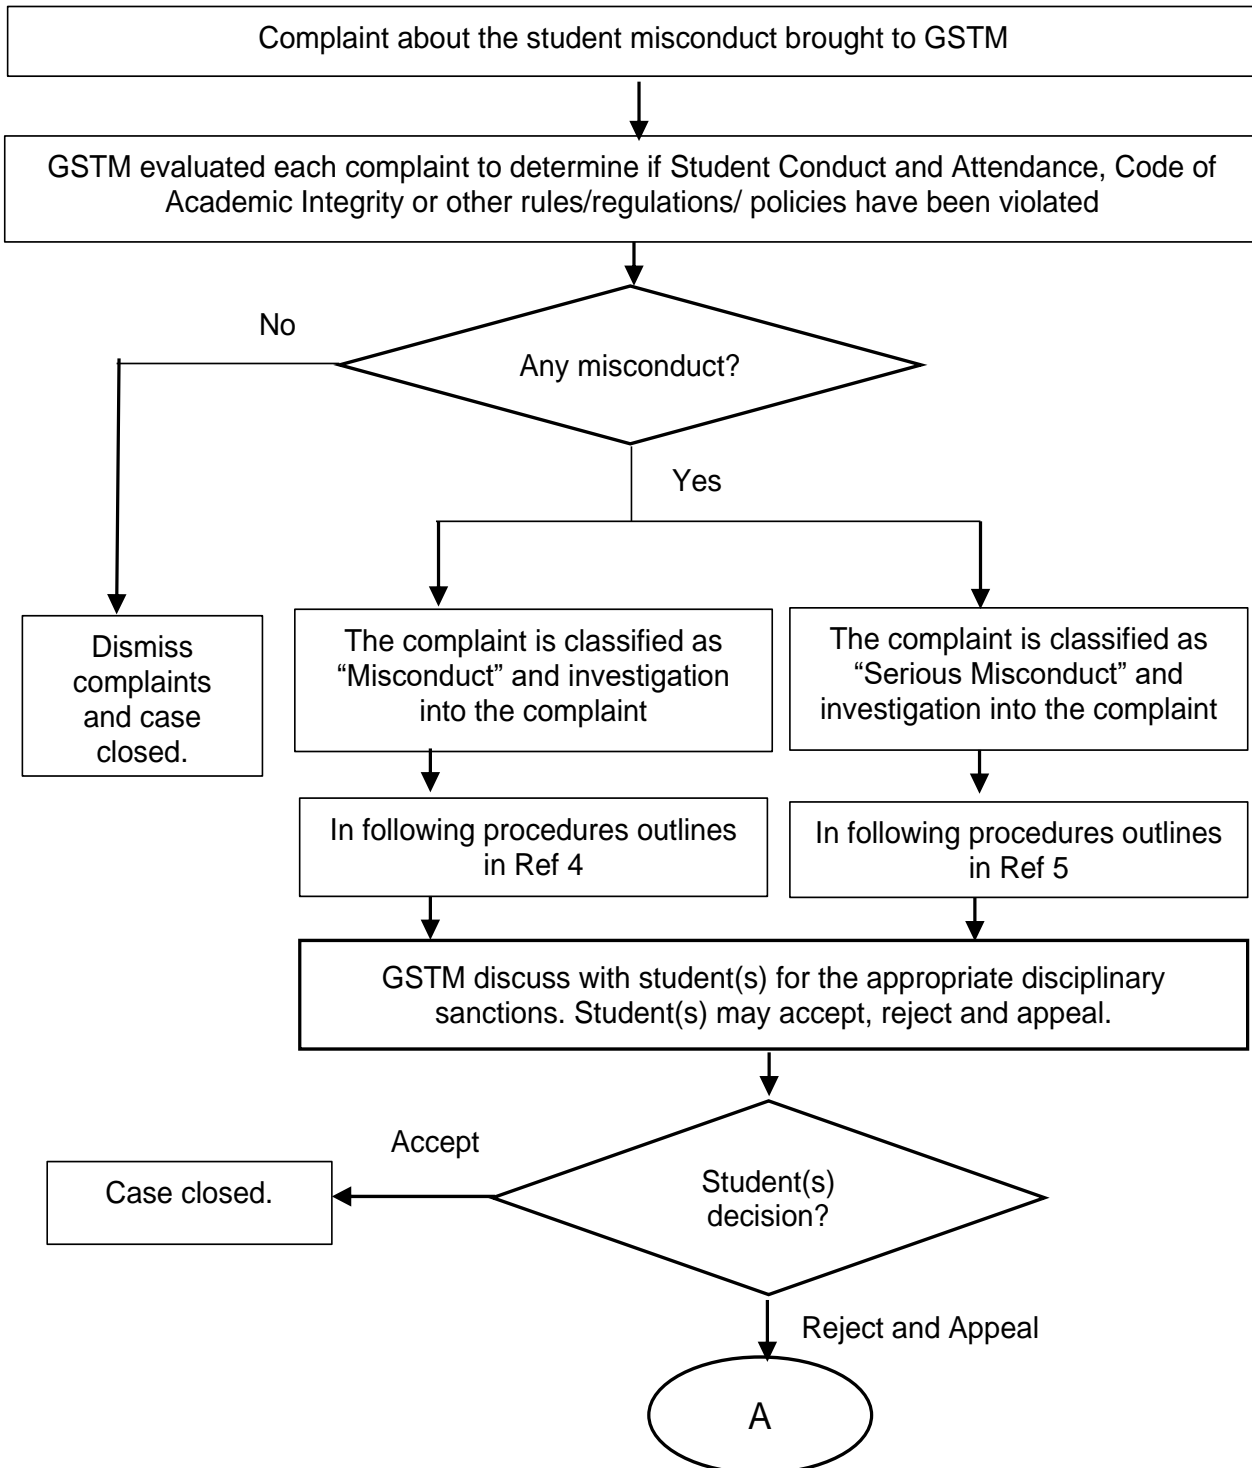 Complaint about the student misconduct brought to GSTM
GSTM evaluated each complaint to determine if Student Conduct and Attendance, Code of
Academic Integrity or other rules/regulations/ policies have been violated
No
Any misconduct?
Yes
Dismiss
complaints
and case
closed.
The complaint is classified as
“Misconduct” and investigation
into the complaint
The complaint is classified as
“Serious Misconduct” and
investigation into the complaint
In following procedures outlines
in Ref 4
In following procedures outlines
in Ref 5
GSTM discuss with student(s) for the appropriate disciplinary
sanctions. Student(s) may accept, reject and appeal.
Accept
Case closed.
Student(s)
decision?
Reject and Appeal
A